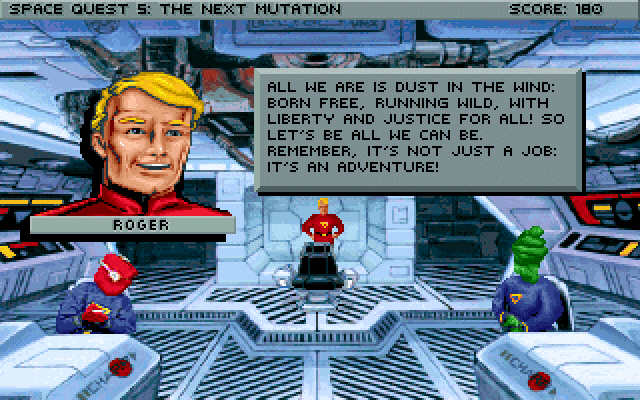 SPACE QUEST 5: THE NEXT MUTATION SCORE: 180
ALL WE ARE IS DUST IN THE WIND:
BORN FREE, RUNNING WILD, WITH
LIBERTY AND JUSTICE FOR ALL! SO
LET'S BE ALL WE CAN BE.
REMEMBER, IT'S NOT JUST A JOB:
IT'S AN ADVENTURE!
ROGER